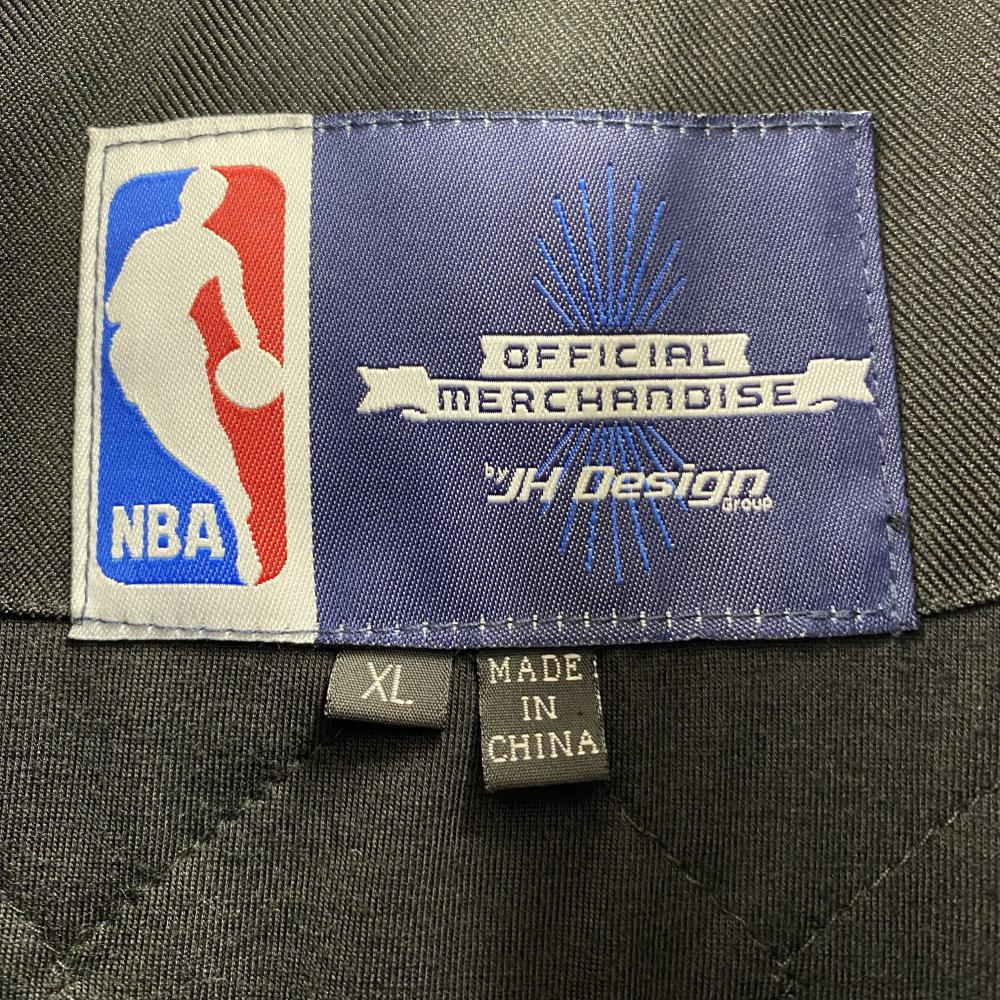 NBA
OFFICIAL
MERCHANDISE
by JH Design
Group
XL
MADE
IN
CHINA